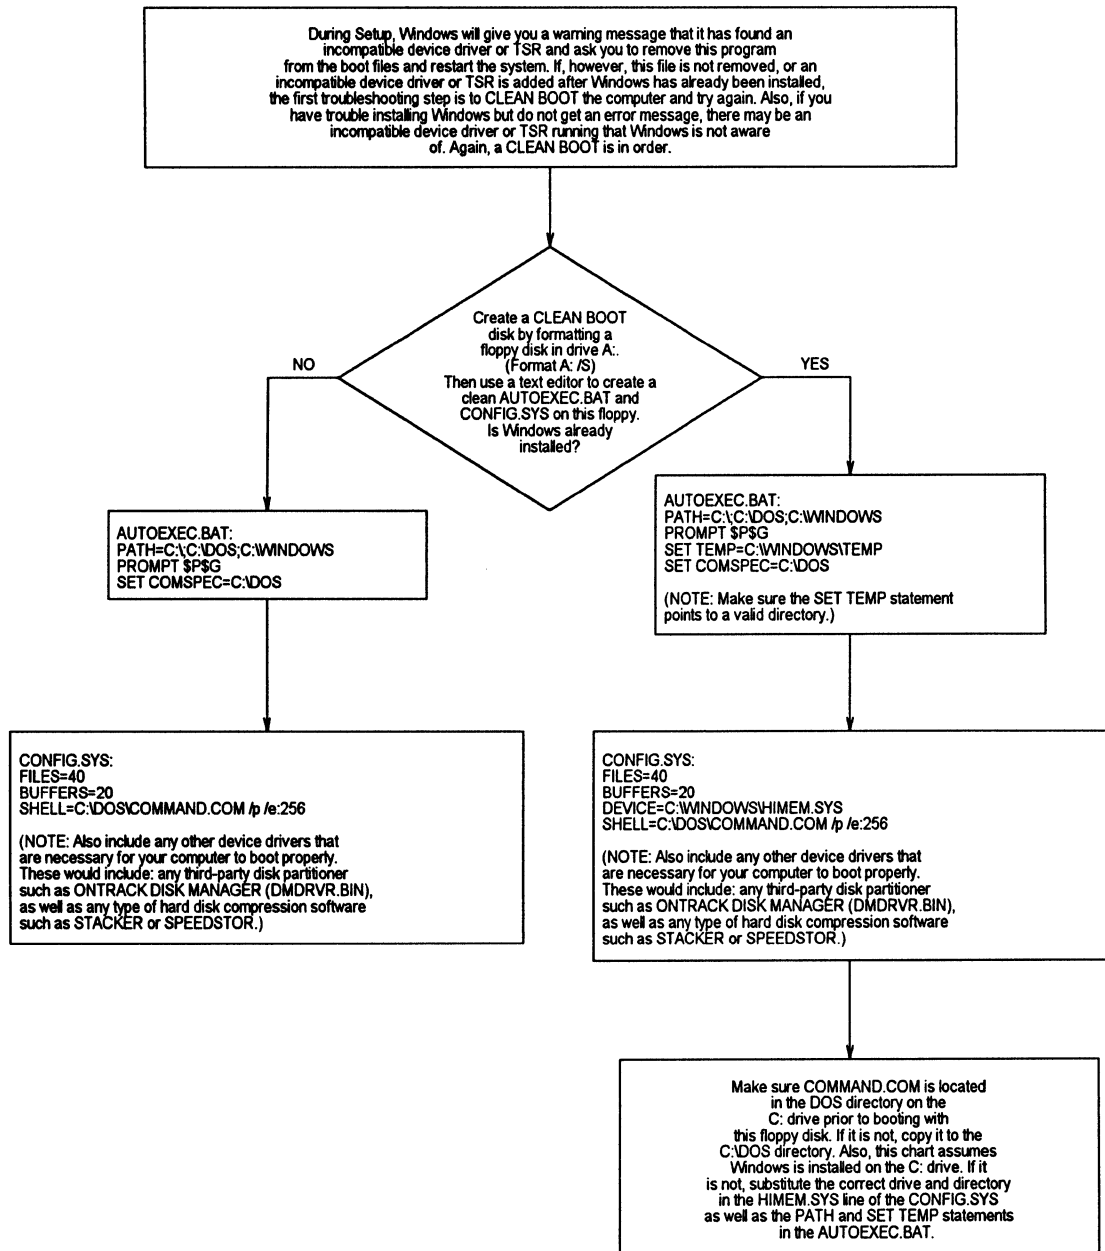 During Setup, Windows will give you a warning message that it has found an
incompatible device driver or TSR and ask you to remove this program
from the boot files and restart the system. If, however, this file is not removed, or an
incompatible device driver or TSR is added after Windows has already been installed,
the first troubleshooting step is to CLEAN BOOT the computer and try again. Also, if you
have trouble installing Windows but do not get an error message, there may be an
incompatible device driver or TSR running that Windows is not aware
of. Again, a CLEAN BOOT is in order.
Create a CLEAN BOOT
disk by formatting a
floppy disk in drive A:.
(Format A: /S)
Then use a text editor to create a
clean AUTOEXEC.BAT and
CONFIG.SYS on this floppy.
Is Windows already
installed?
NO
YES
AUTOEXEC.BAT:
PATH=C:\;C:\DOS;C:\WINDOWS
PROMPT $P$G
SET COMSPEC=C:\DOS
AUTOEXEC.BAT:
PATH=C:\;C:\DOS;C:\WINDOWS
PROMPT $P$G
SET TEMP=C:\WINDOWS\TEMP
SET COMSPEC=C:\DOS
(NOTE: Make sure the SET TEMP statement
points to a valid directory.)
CONFIG.SYS:
FILES=40
BUFFERS=20
SHELL=C:\DOS\COMMAND.COM /p /e:256
(NOTE: Also include any other device drivers that
are necessary for your computer to boot properly.
These would include: any third-party disk partitioner
such as ONTRACK DISK MANAGER (DMDRVR.BIN),
as well as any type of hard disk compression software
such as STACKER or SPEEDSTOR.)
CONFIG.SYS:
FILES=40
BUFFERS=20
DEVICE=C:\WINDOWS\HIMEM.SYS
SHELL=C:\DOS\COMMAND.COM /p /e:256
(NOTE: Also include any other device drivers that
are necessary for your computer to boot properly.
These would include: any third-party disk partitioner
such as ONTRACK DISK MANAGER (DMDRVR.BIN),
as well as any type of hard disk compression software
such as STACKER or SPEEDSTOR.)
Make sure COMMAND.COM is located
in the DOS directory on the
C: drive prior to booting with
this floppy disk. If it is not, copy it to the
C:\DOS directory. Also, this chart assumes
Windows is installed on the C: drive. If it
is not, substitute the correct drive and directory
in the HIMEM.SYS line of the CONFIG.SYS
as well as the PATH and SET TEMP statements
in the AUTOEXEC.BAT.